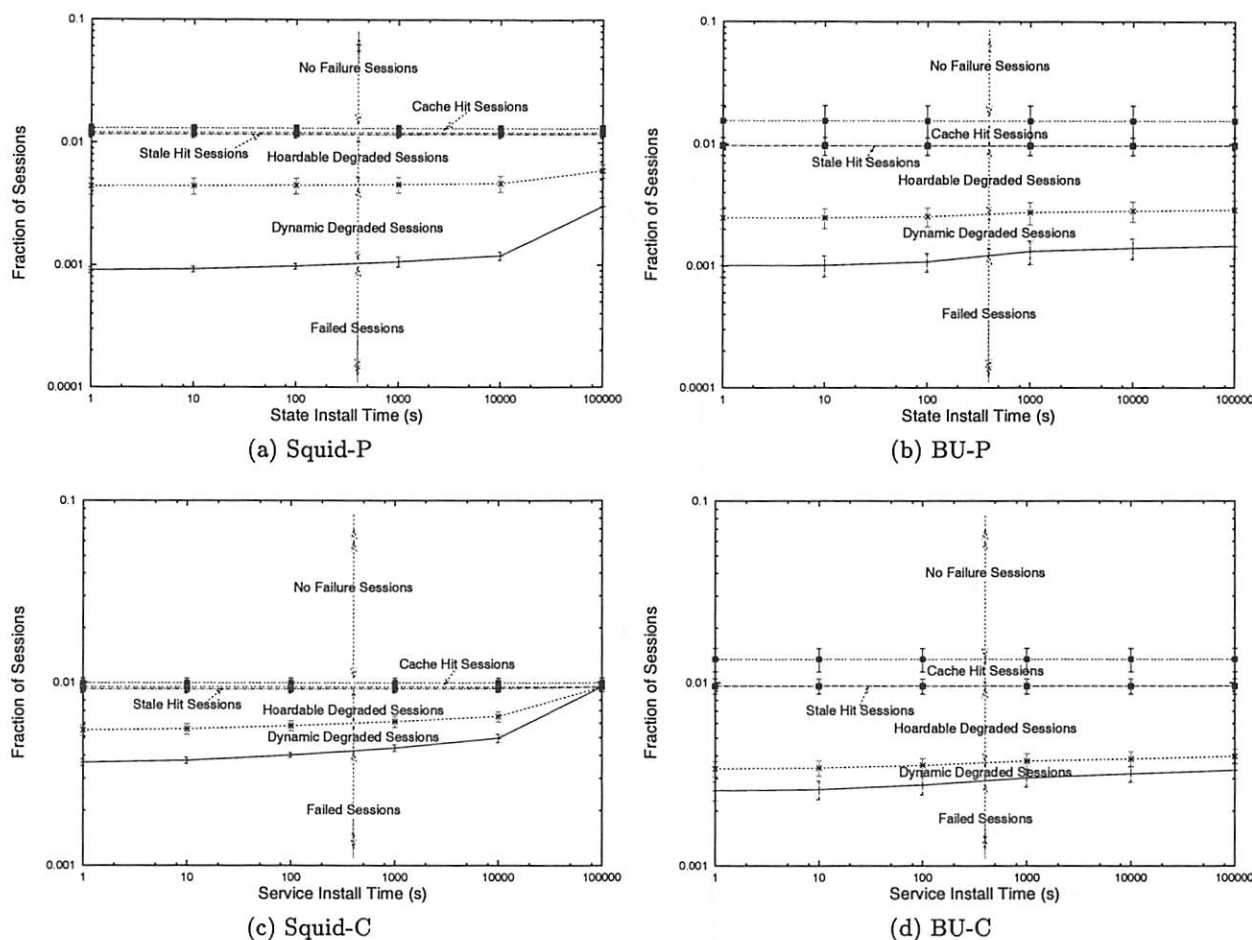 0.1
No Failure Sessions
Cache Hit Sessions
0.01
Stale Hit Sessions
Hoardable Degraded Sessions
Dynamic Degraded Sessions
0.001
Failed Sessions
0.0001
Fraction of Sessions
1 10 100 1000 10000 100000
State Install Time (s)
(a) Squid-P
0.1
No Failure Sessions
Cache Hit Sessions
0.01
Stale Hit Sessions
Hoardable Degraded Sessions
Dynamic Degraded Sessions
0.001
Failed Sessions
0.0001
Fraction of Sessions
1 10 100 1000 10000 100000
State Install Time (s)
(b) BU-P
0.1
No Failure Sessions
Cache Hit Sessions
0.01
Stale Hit Sessions
Hoardable Degraded Sessions
Dynamic Degraded Sessions
Failed Sessions
0.001
Fraction of Sessions
1 10 100 1000 10000 100000
Service Install Time (s)
(c) Squid-C
0.1
No Failure Sessions
Cache Hit Sessions
0.01
Stale Hit Sessions
Hoardable Degraded Sessions
Dynamic Degraded Sessions
Failed Sessions
0.001
Fraction of Sessions
1 10 100 1000 10000 100000
Service Install Time (s)
(d) BU-C